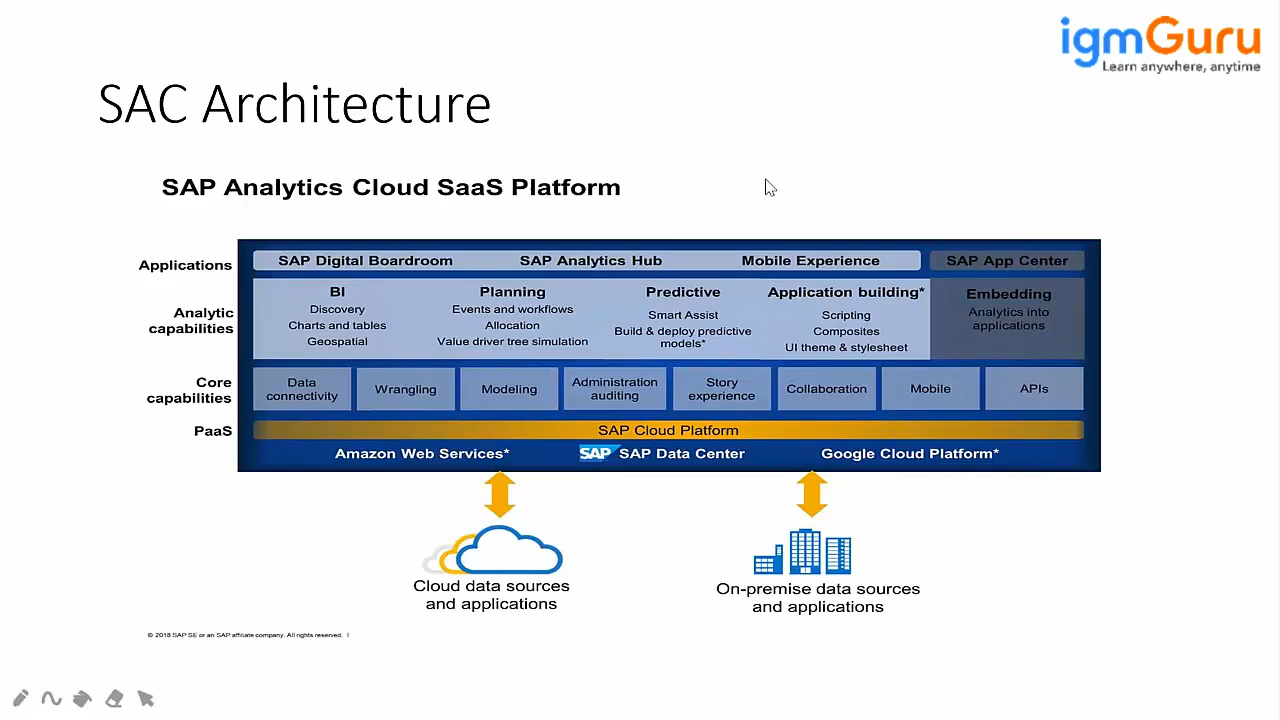 igmGuru
Learn anywhere, anytime
SAC Architecture
SAP Analytics Cloud SaaS Platform
Applications
SAP Digital Boardroom
SAP Analytics Hub
Mobile Experience
SAP App Center
Analytic
capabilities
BI
Discovery
Charts and tables
Geospatial
Planning
Events and workflows
Allocation
Value driver tree simulation
Predictive
Smart Assist
Build & deploy predictive
models*
Application building*
Scripting
Composites
UI theme & stylesheet
Embedding
Analytics into
applications
Core
capabilities
Data
connectivity
Wrangling
Modeling
Administration
auditing
Story
experience
Collaboration
Mobile
APIs
PaaS
SAP Cloud Platform
Amazon Web Services*
SAP SAP Data Center
Google Cloud Platform*
Cloud data sources
and applications
On-premise data sources
and applications
© 2018 SAP SE or an SAP affiliate company. All rights reserved. I